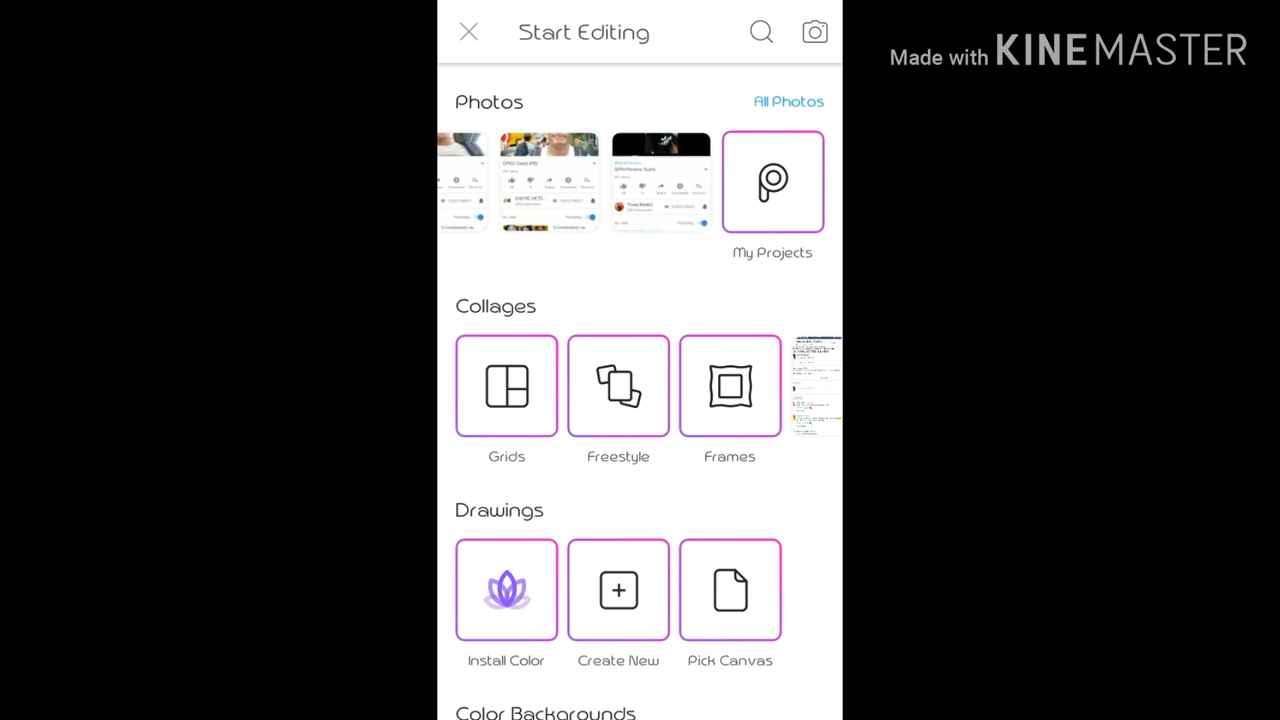 Start Editing
Made with KINEMASTER
Photos
All Photos
My Projects
Collages
Grids
Freestyle
Frames
Drawings
Install Color
Create New
Pick Canvas
Color Backgrounds